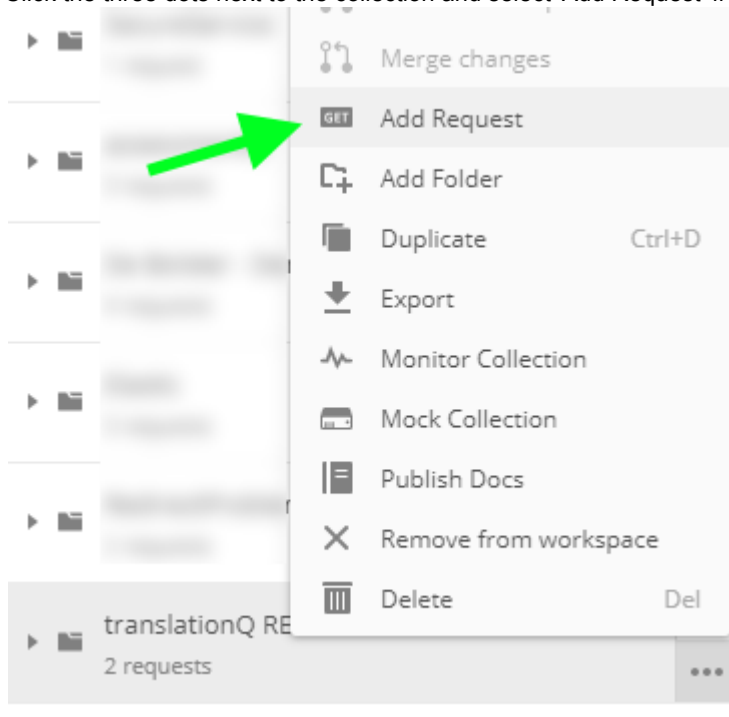 Click the three dots next to the collection and select 'Add Request'.
Merge changes
GET Add Request
Add Folder
Duplicate Ctrl+D
Export
Monitor Collection
Mock Collection
Publish Docs
Remove from workspace
Delete Del
translationQ RE
2 requests